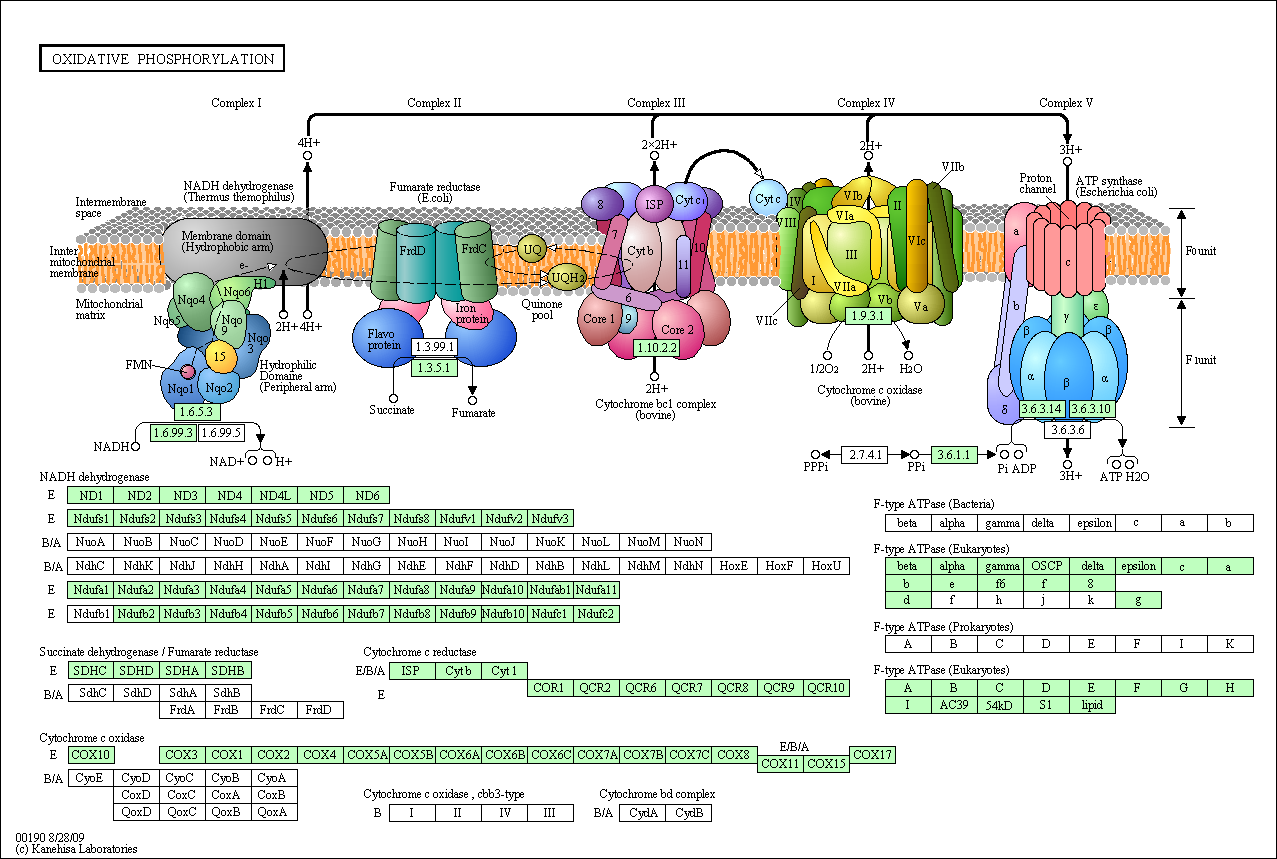 OXIDATIVE PHOSPHORYLATION
Complex I
Complex II
Complex III
Complex IV
Complex V
4H+
2×2H+
2H+
3H+
NADH dehydrogenase
(Thermus themophilus)
Fumarate reductase
(E.coli)
Intermembrane
space
Innter
mitochondrial
membrane
Mitochondrial
matrix
Membrane domain
(Hydrophobic arm)
e-
H1
Nqo4
Nqo6
Nqo5
Nqo
9
Nqo
3
15
FMN
Nqo1
Nqo2
2H+ 4H+
Hydrophilic
Domaine
(Peripheral arm)
1.6.5.3
1.6.99.3
1.6.99.5
NADH
NAD+
H+
FrdD
FrdC
Flavo
protein
Iron
protein
1.3.99.1
1.3.5.1
Succinate
Fumarate
UQ
UQH2
Quinone
pool
8
ISP
Cyt c1
7
Cyt b
10
11
6
9
Core 1
Core 2
1.10.2.2
2H+
Cytochrome bc1 complex
(bovine)
Cyt c
VIIb
IV
VIb
II
VIII
VIa
VIc
III
I
VIIa
VIIc
Vb
Va
1.9.3.1
1/2O2
2H+
H2O
Cytochrome c oxidase
(bovine)
Proton
channel
ATP synthase
(Escherichia coli)
a
c
b
γ
ε
β
β
α
β
α
δ
3.6.3.14
3.6.3.10
3.6.3.6
F0 unit
F1 unit
PPPi
2.7.4.1
PPi
3.6.1.1
Pi ADP
3H+
ATP H2O
NADH dehydrogenase
E ND1 ND2 ND3 ND4 ND4L ND5 ND6
E Ndufs1 Ndufs2 Ndufs3 Ndufs4 Ndufs5 Ndufs6 Ndufs7 Ndufs8 Ndufv1 Ndufv2 Ndufv3
B/A NuoA NuoB NuoC NuoD NuoE NuoF NuoG NuoH NuoI NuoJ NuoK NuoL NuoM NuoN
B/A NdhC NdhK NdhJ NdhH NdhA NdhI NdhG NdhE NdhF NdhD NdhB NdhL NdhM NdhN HoxE HoxF HoxU
E Ndufa1 Ndufa2 Ndufa3 Ndufa4 Ndufa5 Ndufa6 Ndufa7 Ndufa8 Ndufa9 Ndufa10 Ndufab1 Ndufa11
E Ndufb1 Ndufb2 Ndufb3 Ndufb4 Ndufb5 Ndufb6 Ndufb7 Ndufb8 Ndufb9 Ndufb10 Ndufc1 Ndufc2
Succinate dehydrogenase / Fumarate reductase
E SDHC SDHD SDHA SDHB
B/A SdhC SdhD SdhA SdhB
FrdA FrdB FrdC FrdD
Cytochrome c reductase
E/B/A ISP Cyt b Cyt 1
E COR1 QCR2 QCR6 QCR7 QCR8 QCR9 QCR10
Cytochrome c oxidase
E COX10 COX3 COX1 COX2 COX4 COX5A COX5B COX6A COX6B COX6C COX7A COX7B COX7C COX8
E/B/A
COX11 COX15
COX17
B/A CyoE CyoD CyoC CyoB CyoA
CoxD CoxC CoxA CoxB
QoxD QoxC QoxB QoxA
Cytochrome c oxidase , cbb3-type
B I II IV III
Cytochrome bd complex
B/A CydA CydB
F-type ATPase (Bacteria)
beta alpha gamma delta epsilon c a b
F-type ATPase (Eukaryotes)
beta alpha gamma OSCP delta epsilon c a
b e f6 f 8
d f h j k g
F-type ATPase (Prokaryotes)
A B C D E F I K
F-type ATPase (Eukaryotes)
A B C D E F G H
I AC39 54kD S1 lipid
00190 8/28/09
(c) Kanehisa Laboratories